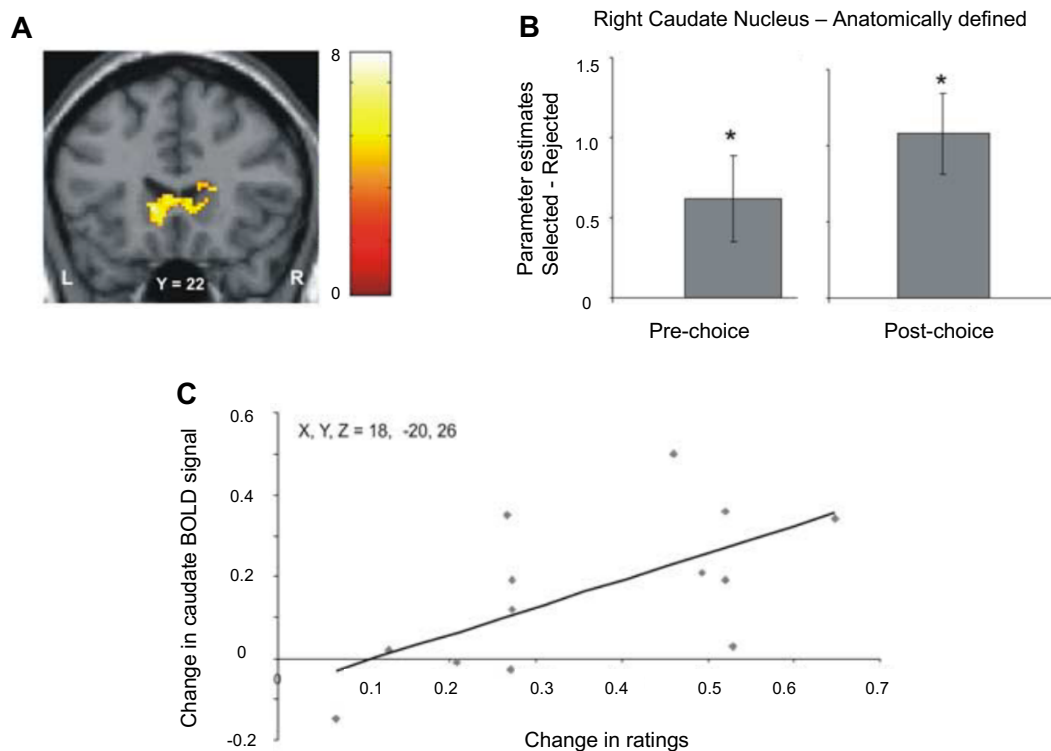 A
8
0
L
Y = 22
R
B
Right Caudate Nucleus – Anatomically defined
Parameter estimates
Selected - Rejected
1.5
1.0
0.5
0
*
*
Pre-choice
Post-choice
C
X, Y, Z = 18, -20, 26
Change in caudate BOLD signal
0.6
0.4
0.2
0
-0.2
0
0.1
0.2
0.3
0.4
0.5
0.6
0.7
Change in ratings